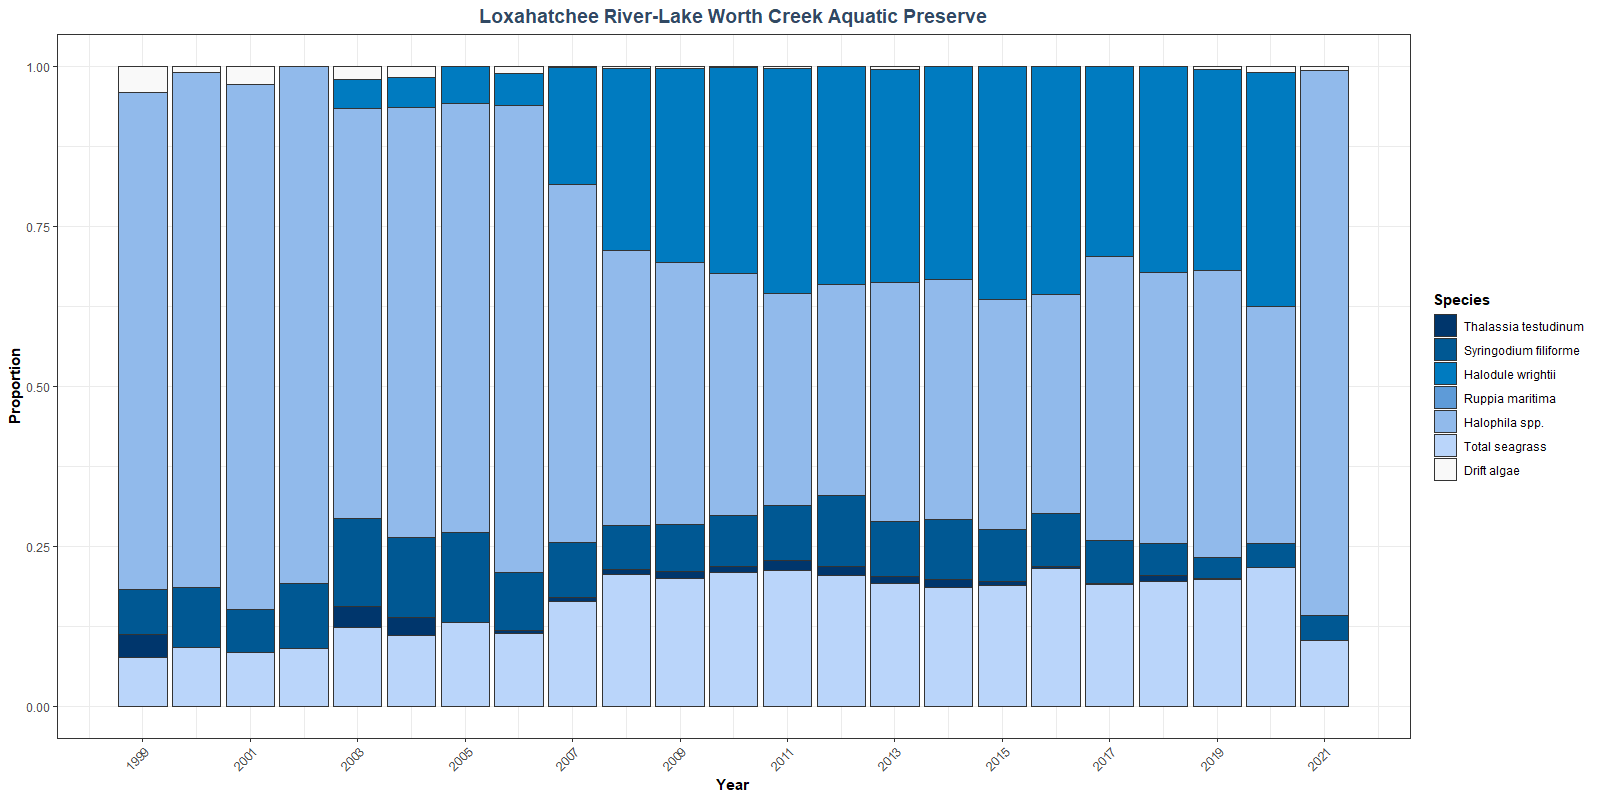 Loxahatchee River-Lake Worth Creek Aquatic Preserve
1.00
0.75
0.50
0.25
0.00
Proportion
1999
2001
2003
2005
2007
2009
2011
2013
2015
2017
2019
2021
Year
Species
Thalassia testudinum
Syringodium filiforme
Halodule wrightii
Ruppia maritima
Halophila spp.
Total seagrass
Drift algae